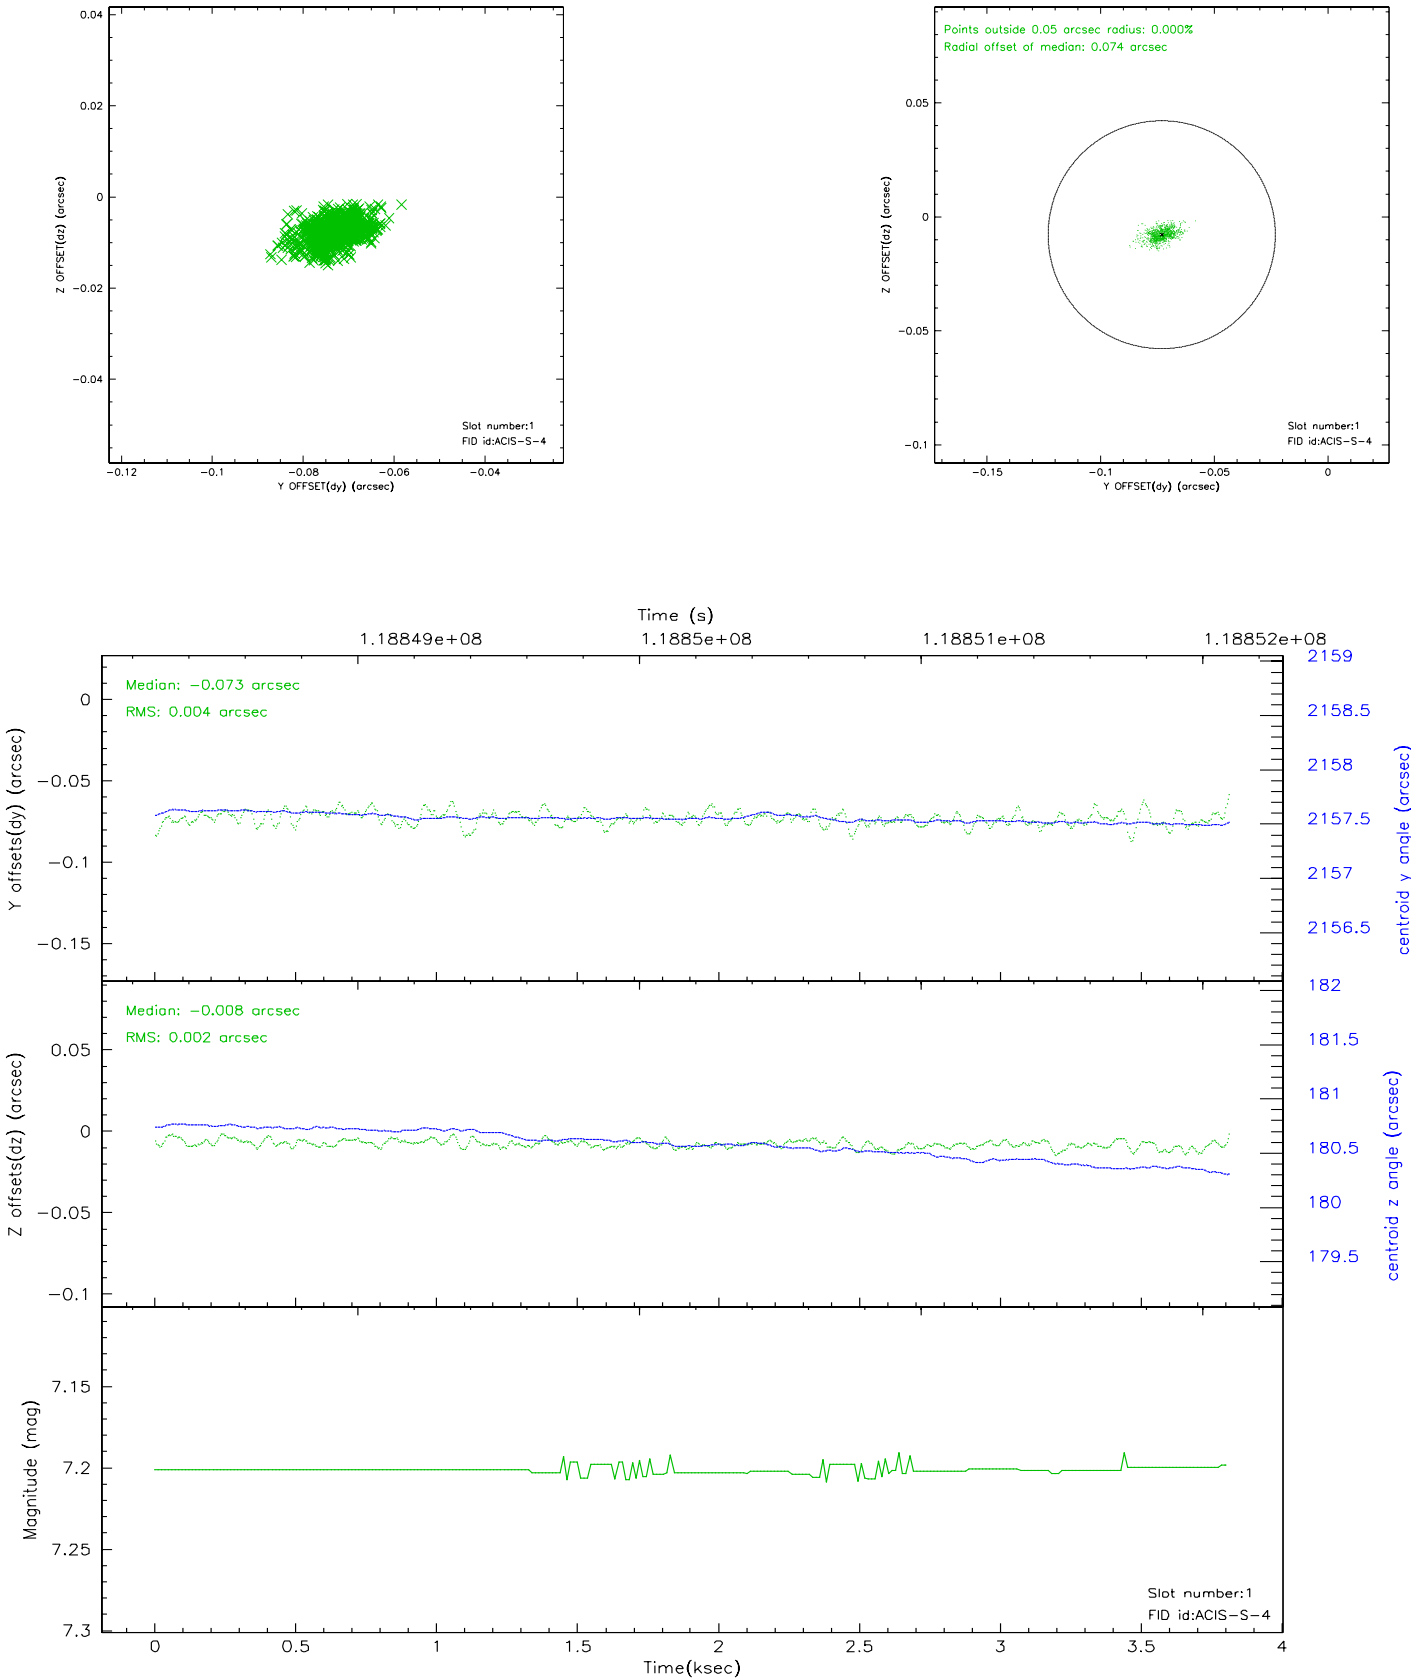 0.04
0.02
0
−0.02
−0.04
Z OFFSET(dz) (arcsec)
Slot number:1
FID id:ACIS−S−4
−0.12 −0.1 −0.08 −0.06 −0.04
Y OFFSET(dy) (arcsec)
Points outside 0.05 arcsec radius: 0.000%
Radial offset of median: 0.074 arcsec
0.05
0
−0.05
−0.1
Z OFFSET(dz) (arcsec)
Slot number:1
FID id:ACIS−S−4
−0.15 −0.1 −0.05 0
Y OFFSET(dy) (arcsec)
Time (s)
1.18849e+08 1.1885e+08 1.18851e+08 1.18852e+08
Median: −0.073 arcsec
RMS: 0.004 arcsec
0
−0.05
−0.1
−0.15
Y offsets(dy) (arcsec)
2159
2158.5
2158
2157.5
2157
2156.5
centroid y angle (arcsec)
Median: −0.008 arcsec
RMS: 0.002 arcsec
0.05
0
−0.05
−0.1
Z offsets(dz) (arcsec)
182
181.5
181
180.5
180
179.5
centroid z angle (arcsec)
7.15
7.2
7.25
7.3
Magnitude (mag)
Slot number:1
FID id:ACIS−S−4
0 0.5 1 1.5 2 2.5 3 3.5 4
Time(ksec)